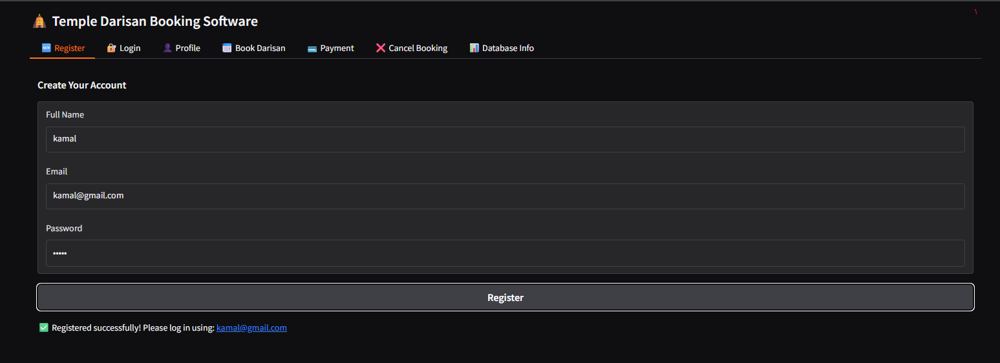 Temple Darisan Booking Software
Register Login Profile Book Darisan Payment Cancel Booking Database Info
Create Your Account
Full Name
kamal
Email
kamal@gmail.com
Password
•••••
Register
Registered successfully! Please log in using: kamal@gmail.com